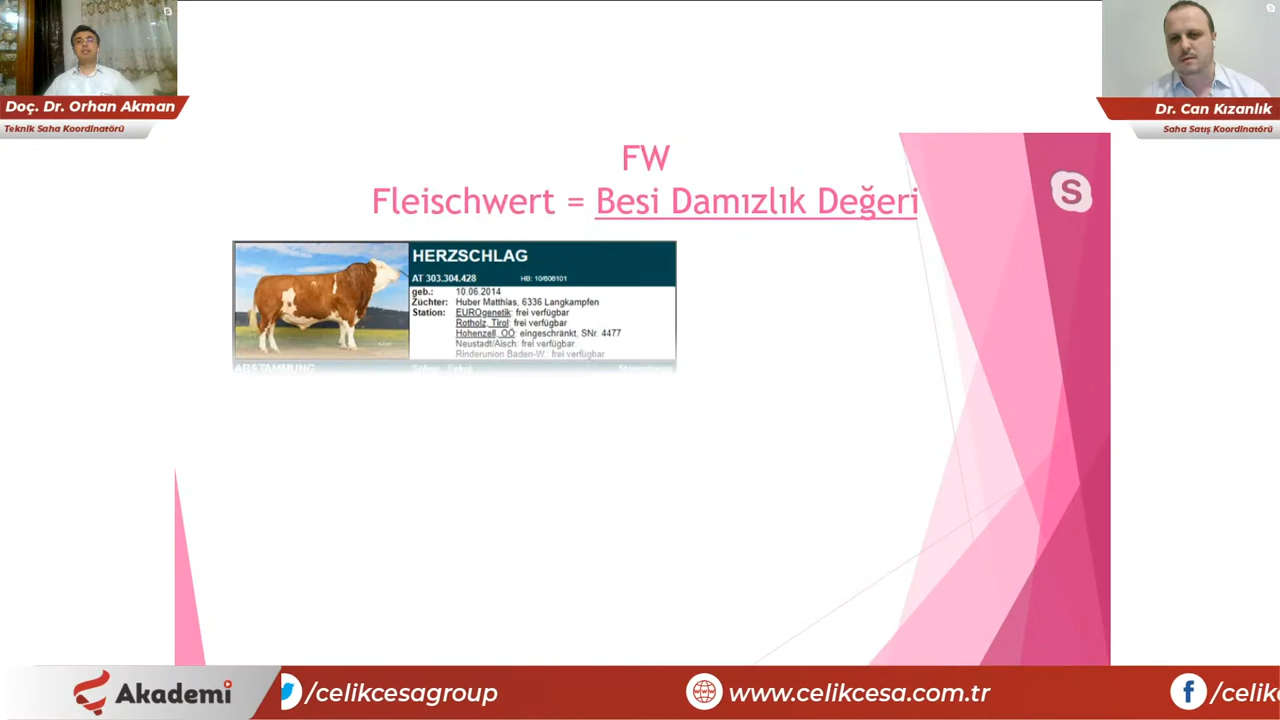 Doç. Dr. Orhan Akman
Teknik Saha Koordinatörü
Dr. Can Kızanlık
Saha Satış Koordinatörü
FW
Fleischwert = Besi Damızlık Değeri
HERZSCHLAG
AT 303.304.428 HB: 10/606101
geb.: 10.06.2014
Züchter: Huber Matthias, 6336 Langkampfen
Station: EUROgenetik: frei verfügbar
Rotholz, Tirol: frei verfügbar
Hohenzell, OÖ: eingeschränkt, SNr. 4477
Neustadt/Aisch: frei verfügbar
Rinderunion Baden-W.: frei verfügbar
ABSTAMMUNG
S
Akademi
/celikcesagroup
www.celikcesa.com.tr
/celikc